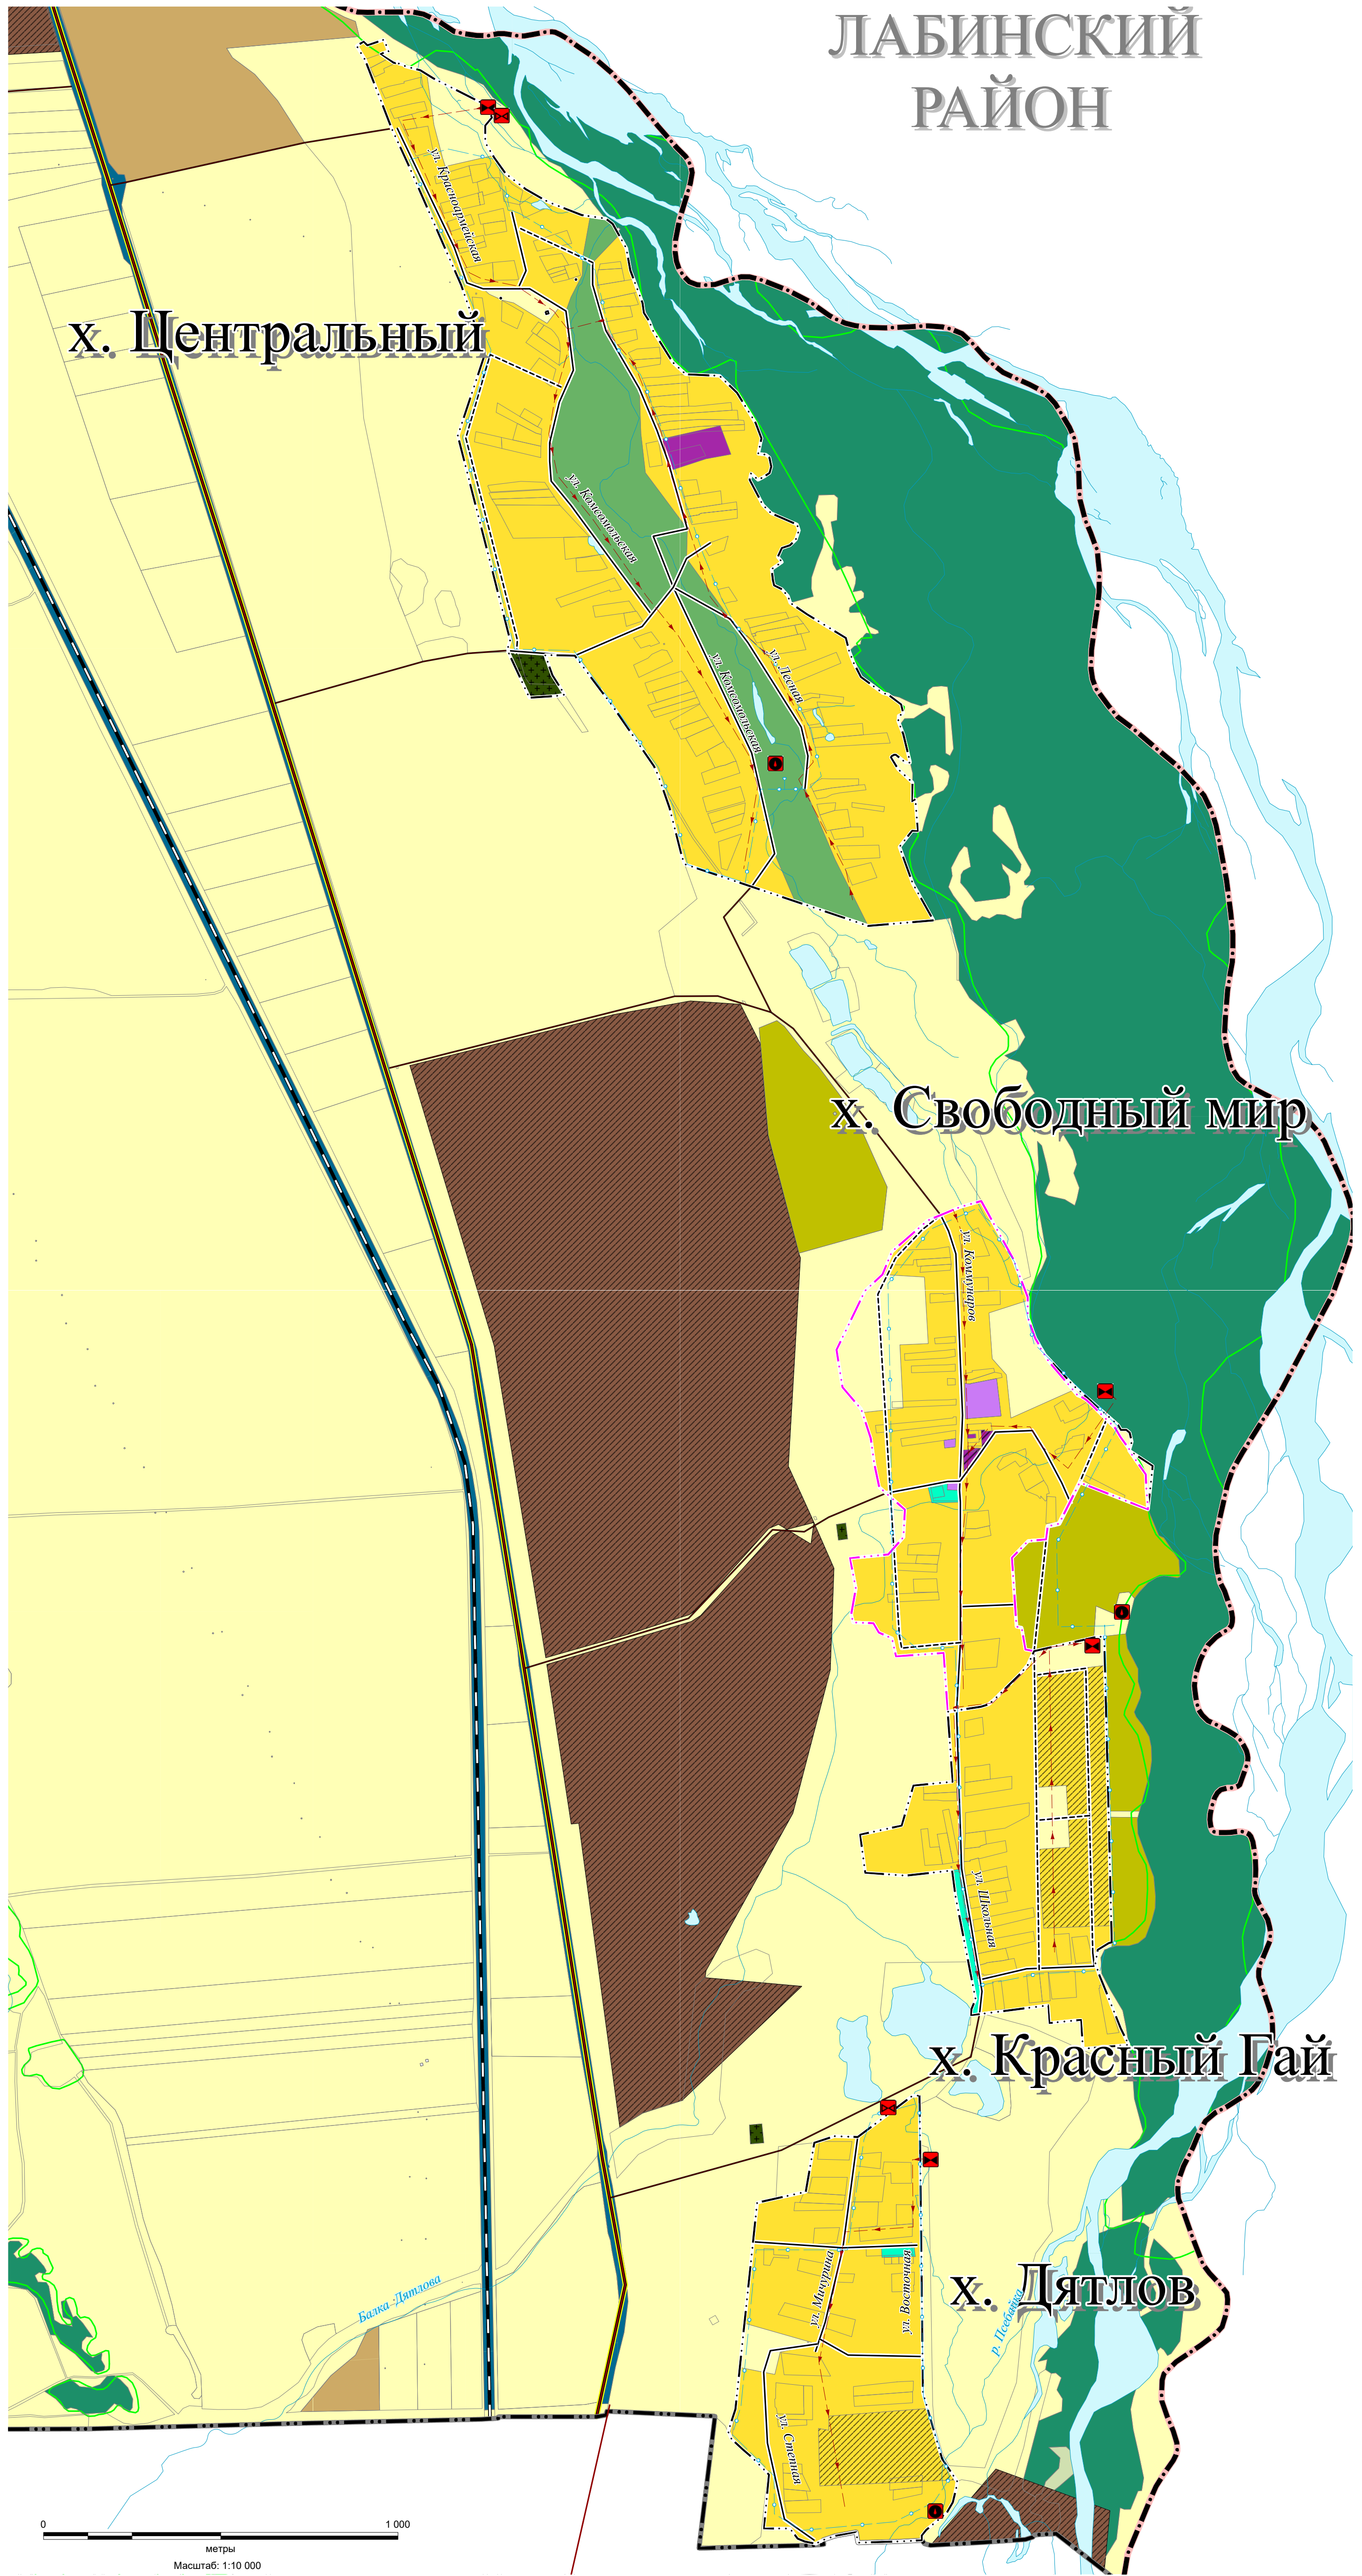 ЛАБИНСКИЙ
РАЙОН
ул. Красноармейская
х. Центральный
ул. Комсомольская
ул. Лесная
ул. Комсомольская
х. Свободный мир
ул. Коммунаров
ул. Школьная
х. Красный Гай
ул. Мичурина
ул. Восточная
х. Дятлов
Балка Дятлова
р. Псебайка
ул. Степная
0 1 000
метры
Масштаб: 1:10 000